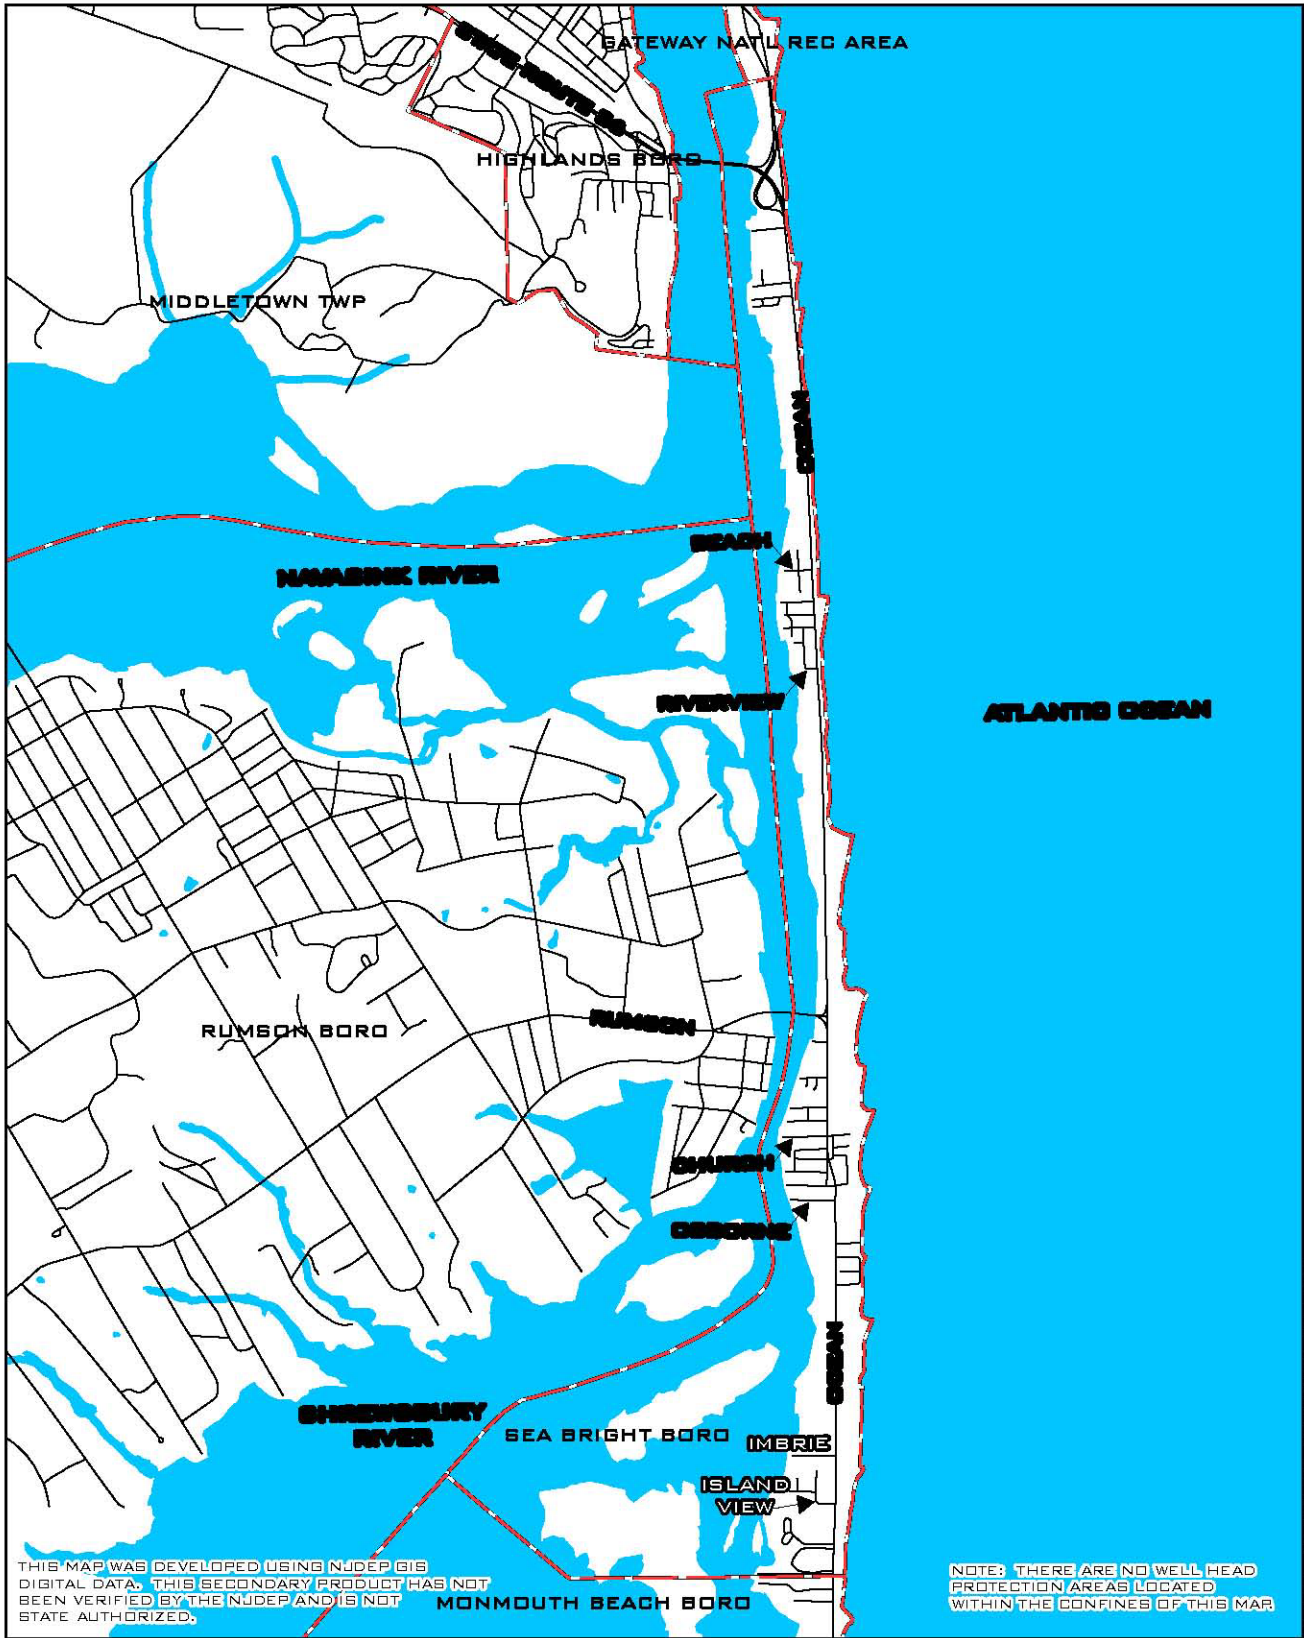 GATEWAY NAT'L REC AREA
STATE ROUTE 36
HIGHLANDS BORO
MIDDLETOWN TWP
OCEAN
BEACH
NAVASINK RIVER
RIVERVIEW
ATLANTIC OCEAN
RUMSON
RUMSON BORO
CHURCH
OSBORNE
OCEAN
SHREWSBURY
RIVER
SEA BRIGHT BORO
IMBRIE
ISLAND
VIEW
THIS MAP WAS DEVELOPED USING NJDEP GIS
DIGITAL DATA. THIS SECONDARY PRODUCT HAS NOT
BEEN VERIFIED BY THE NJDEP AND IS NOT
STATE AUTHORIZED.
MONMOUTH BEACH BORO
NOTE: THERE ARE NO WELL HEAD
PROTECTION AREAS LOCATED
WITHIN THE CONFINES OF THIS MAP.